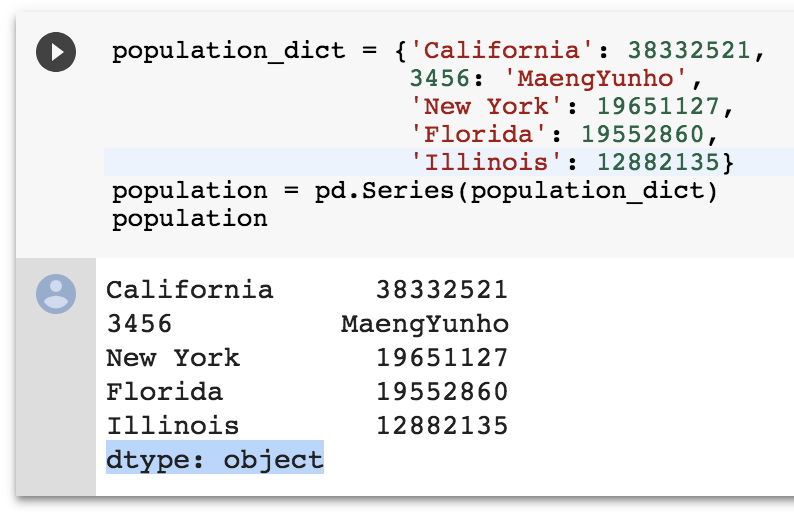 population_dict = {'California': 38332521,
                   3456: 'MaengYunho',
                   'New York': 19651127,
                   'Florida': 19552860,
                   'Illinois': 12882135}
population = pd.Series(population_dict)
population
California      38332521
3456          MaengYunho
New York        19651127
Florida         19552860
Illinois        12882135
dtype: object